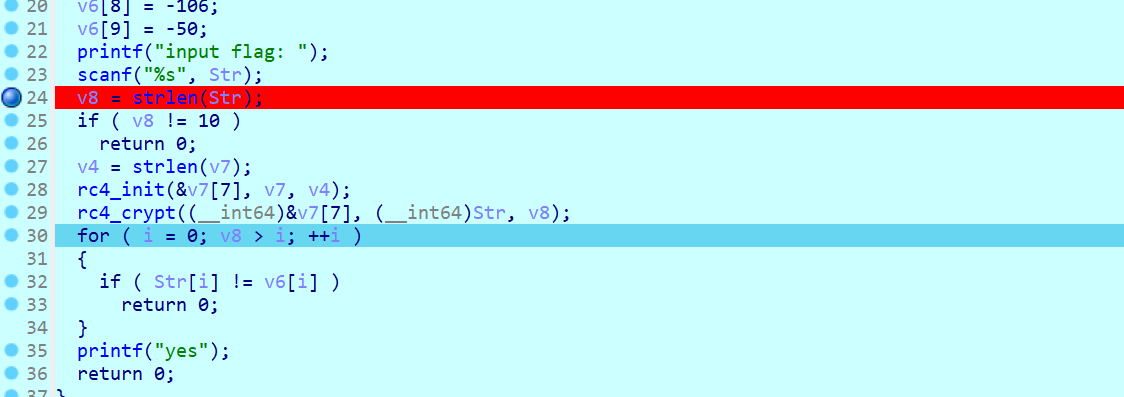 20 v6[8] = -106;
21 v6[9] = -50;
22 printf("input flag: ");
23 scanf("%s", Str);
24 v8 = strlen(Str);
25 if ( v8 != 10 )
26 return 0;
27 v4 = strlen(v7);
28 rc4_init(&v7[7], v7, v4);
29 rc4_crypt((__int64)&v7[7], (__int64)Str, v8);
30 for ( i = 0; v8 > i; ++i )
31 {
32 if ( Str[i] != v6[i] )
33 return 0;
34 }
35 printf("yes");
36 return 0;
37 }